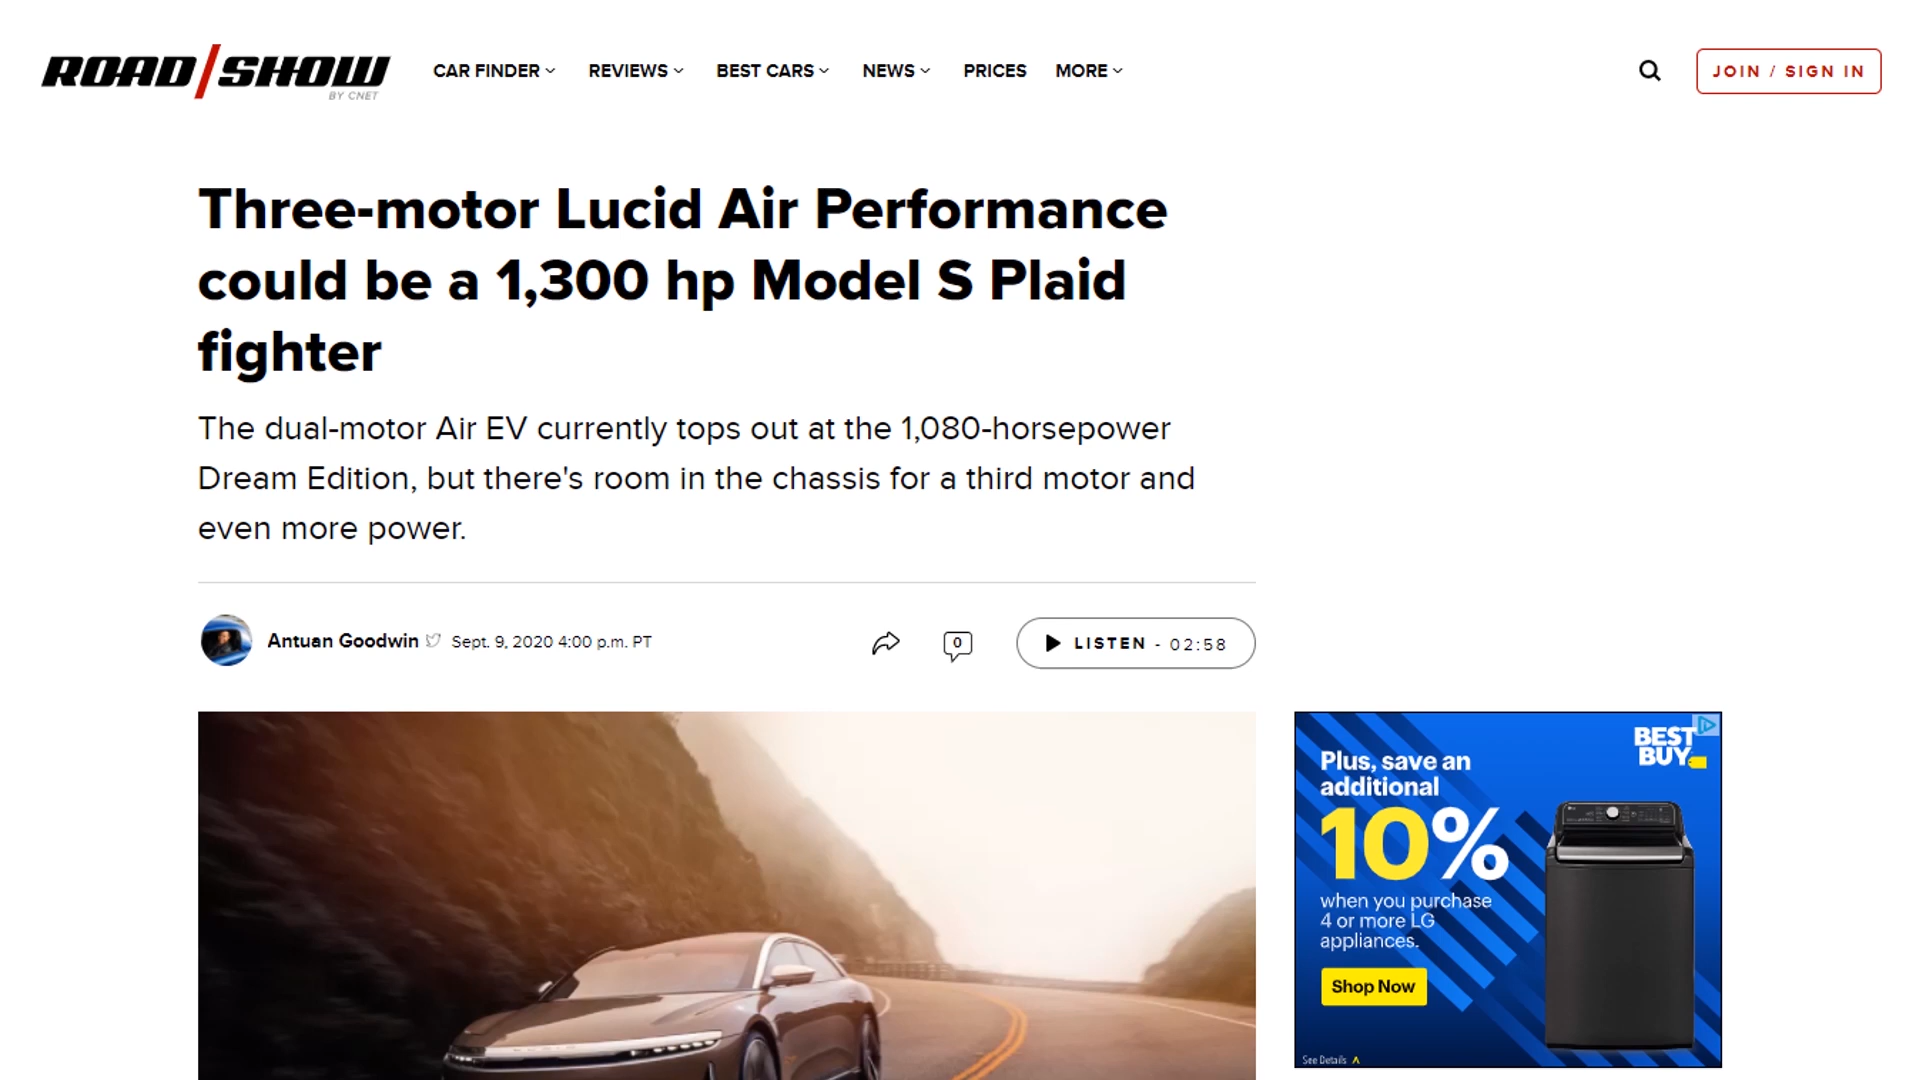 ROAD/SHOW
BY CNET
CAR FINDER
REVIEWS
BEST CARS
NEWS
PRICES
MORE
JOIN / SIGN IN
Three-motor Lucid Air Performance
could be a 1,300 hp Model S Plaid
fighter
The dual-motor Air EV currently tops out at the 1,080-horsepower
Dream Edition, but there's room in the chassis for a third motor and
even more power.
Antuan Goodwin
Sept. 9, 2020 4:00 p.m. PT
0
LISTEN - 02:58
BEST
BUY
Plus, save an
additional
10%
when you purchase
4 or more LG
appliances.
Shop Now
See Details